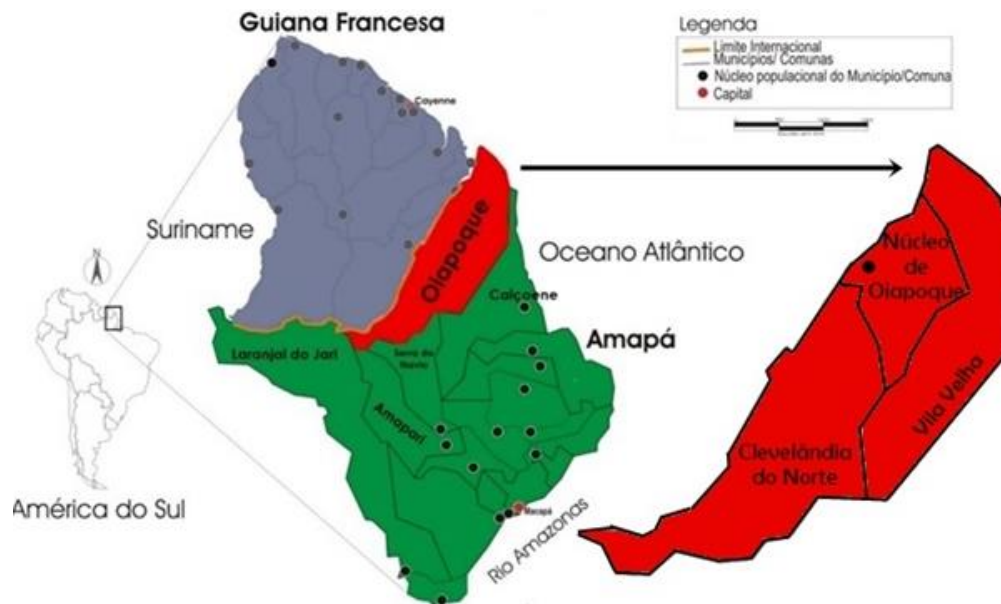 Guiana Francesa
Legenda
Limite Internacional
Municípios/ Comunas
Núcleo populacional do Município/Comuna
Capital
Cayenne
Suriname
Oiapoque
Oceano Atlântico
Núcleo
de
Oiapoque
N
Calçoene
Amapá
Laranjal do Jari
Serra do
Navio
Amapari
Vila Velha
Clevelândia
do Norte
América do Sul
Macapá
Rio Amazonas